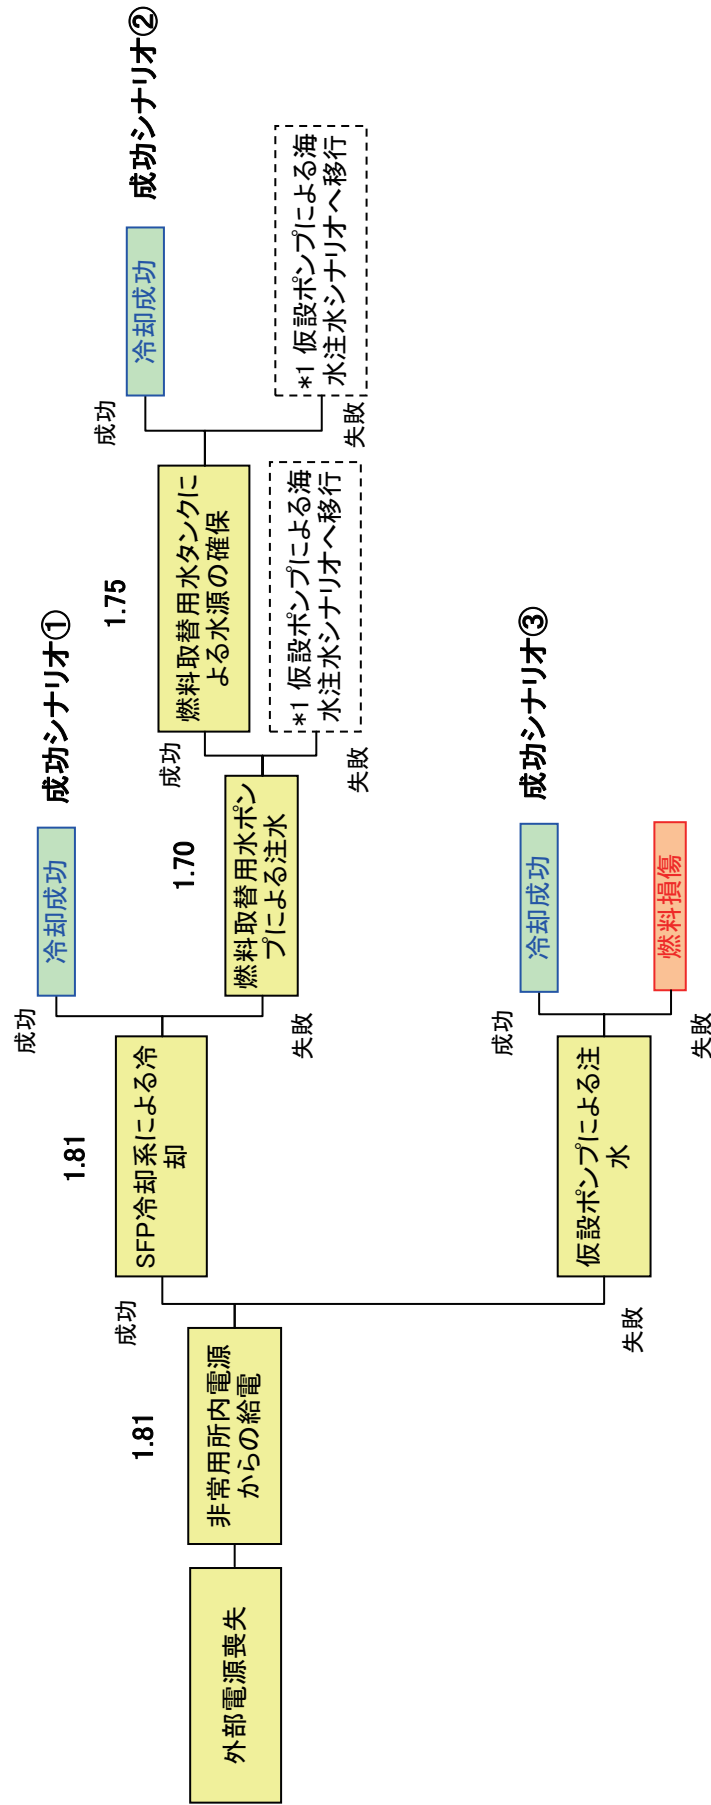 外部電源喪失
1.81
非常用所内電源
からの給電
成功
失敗
1.81
SFP冷却系による冷
却
成功
失敗
冷却成功
成功シナリオ①
1.70
燃料取替用水ポン
プによる注水
成功
失敗
1.75
燃料取替用水タンクに
よる水源の確保
*1 仮設ポンプによる海
水注水シナリオへ移行
成功
失敗
冷却成功
成功シナリオ②
*1 仮設ポンプによる海
水注水シナリオへ移行
仮設ポンプによる注
水
成功
失敗
冷却成功
成功シナリオ③
燃料損傷